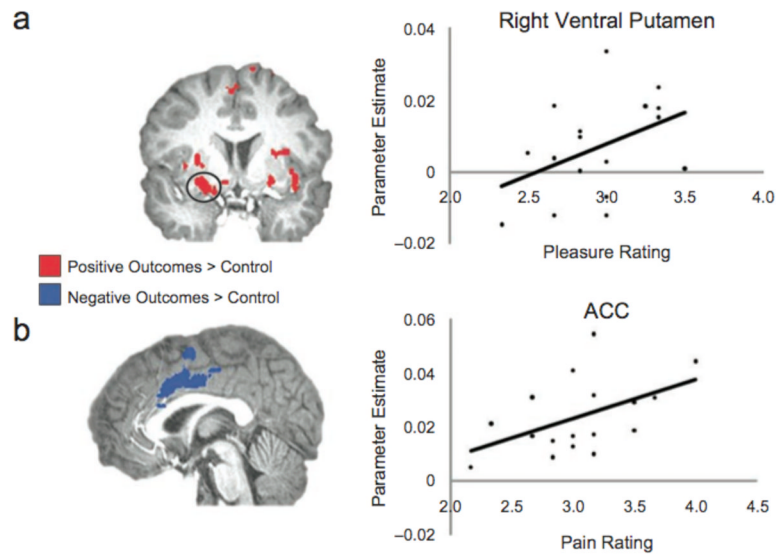 a
Right Ventral Putamen
Parameter Estimate
0.04
0.02
0
–0.02
2.0
2.5
3.0
3.5
4.0
Pleasure Rating
Positive Outcomes > Control
Negative Outcomes > Control
b
ACC
Parameter Estimate
0.06
0.04
0.02
0
–0.02
2.0
2.5
3.0
3.5
4.0
4.5
Pain Rating